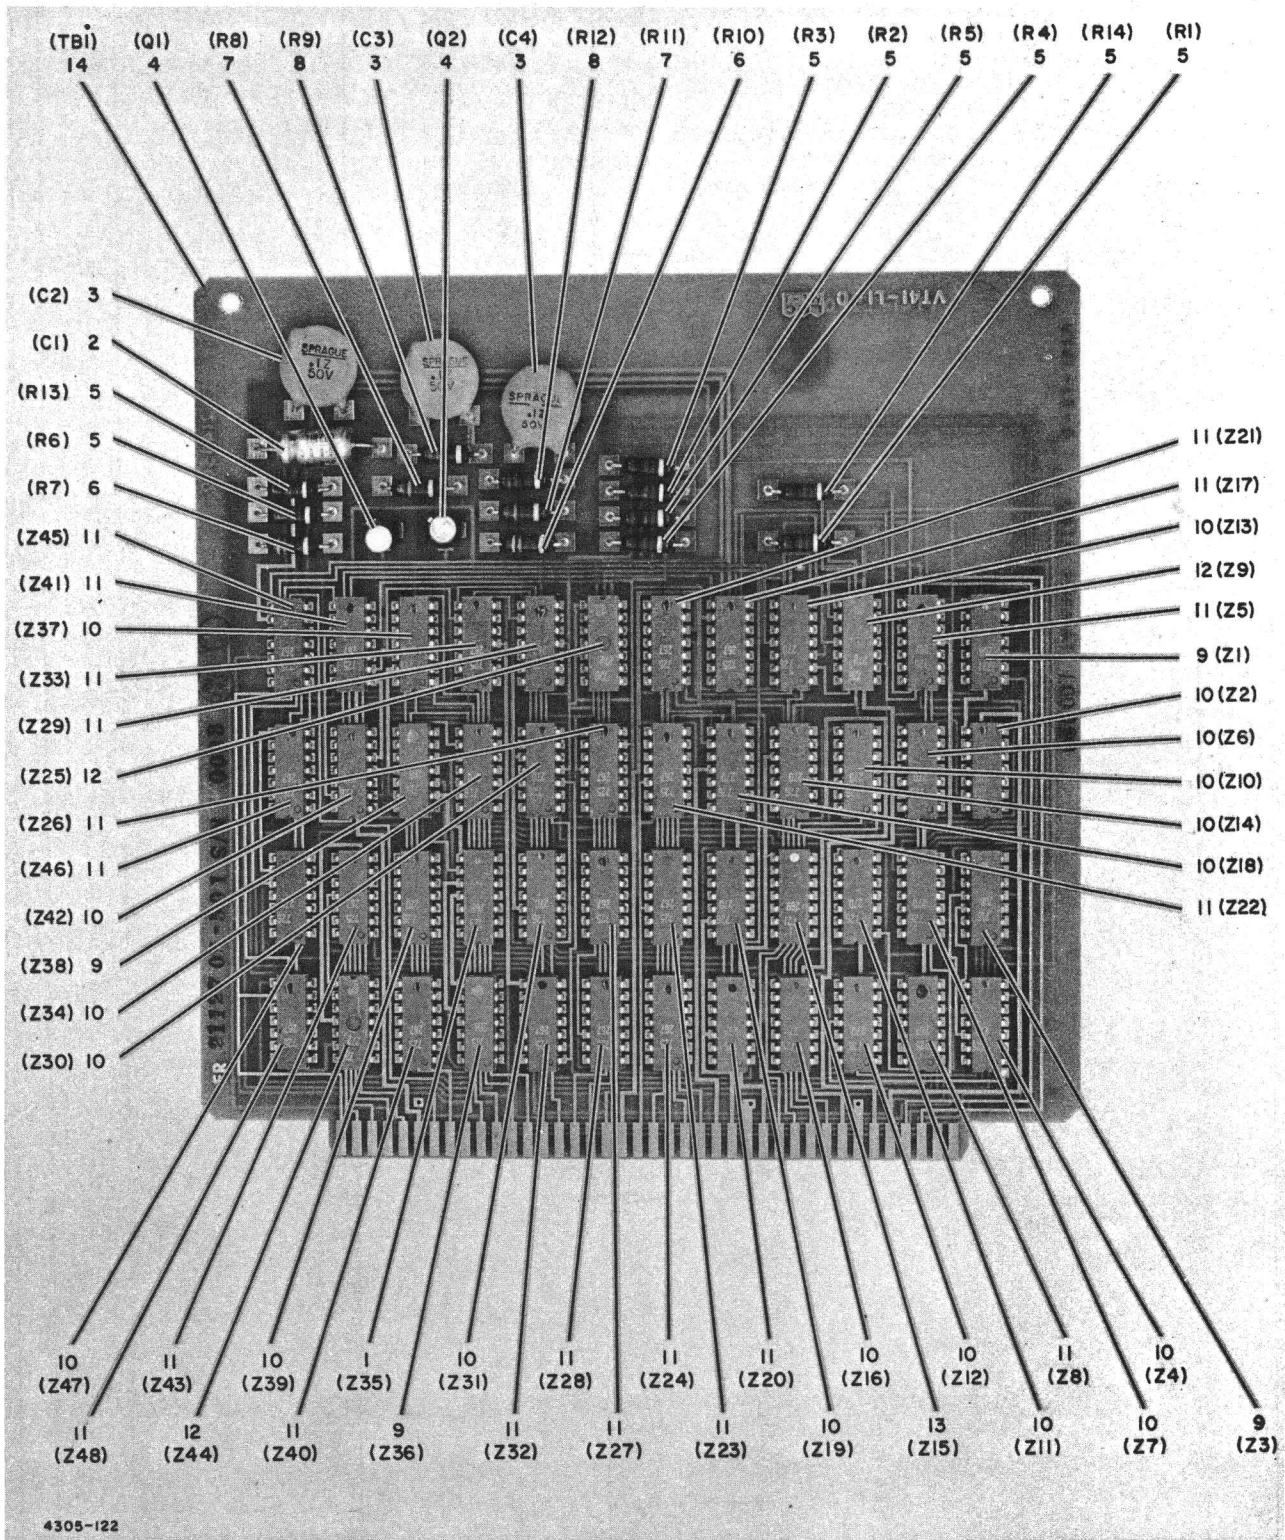 (TB1) (Q1) (R8) (R9) (C3) (Q2) (C4) (R12) (R11) (R10) (R3) (R2) (R5) (R4) (R14) (R1)
14 4 7 8 3 4 3 8 7 6 5 5 5 5 5 5
(C2) 3
(C1) 2
(R13) 5
(R6) 5
(R7) 6
(Z45) 11
(Z41) 11
(Z37) 10
(Z33) 11
(Z29) 11
(Z25) 12
(Z26) 11
(Z46) 11
(Z42) 10
(Z38) 9
(Z34) 10
(Z30) 10
SPRAGUE
.12
50V
SPRAGUE
SPRAGUE
.12
50V
VT41-L1
11 (Z21)
11 (Z17)
10 (Z13)
12 (Z9)
11 (Z5)
9 (Z1)
10 (Z2)
10 (Z6)
10 (Z10)
10 (Z14)
10 (Z18)
11 (Z22)
10 11 10 1 10 11 11 11 10 10 11 10
(Z47) (Z43) (Z39) (Z35) (Z31) (Z28) (Z24) (Z20) (Z16) (Z12) (Z8) (Z4)
11 12 11 9 11 11 11 10 13 10 10 9
(Z48) (Z44) (Z40) (Z36) (Z32) (Z27) (Z23) (Z19) (Z15) (Z11) (Z7) (Z3)
4305-122